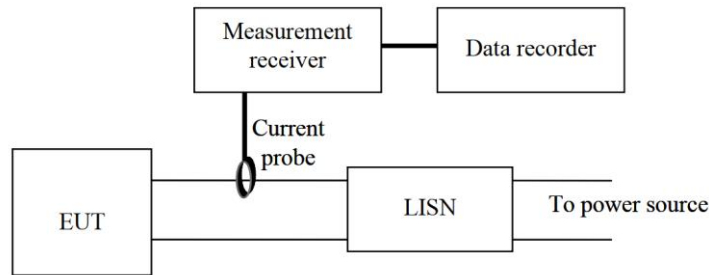 Measurement
receiver
Data recorder
Current
probe
EUT
LISN
To power source